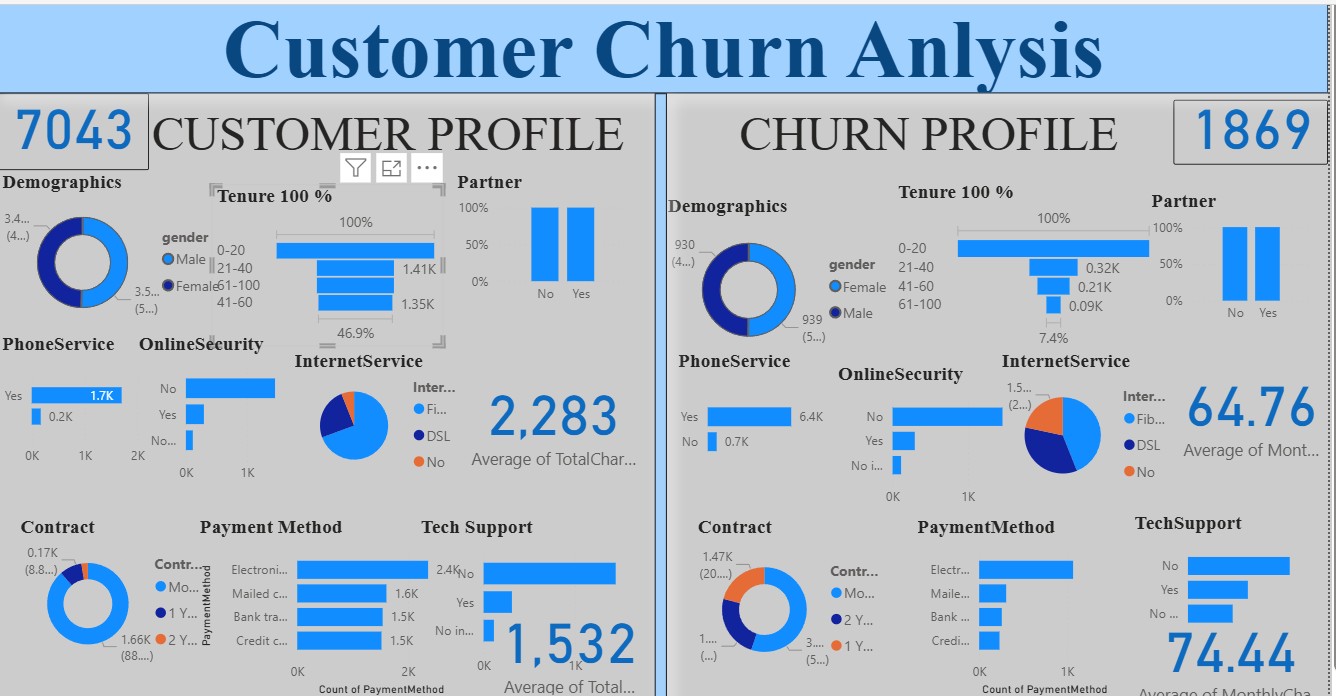 Customer Churn Anlysis
7043
CUSTOMER PROFILE
Demographics
3.4...
(4...)
3.5...
(5...)
gender
Male
Female
Tenure 100 %
100%
0-20
21-40
61-100
41-60
1.41K
1.35K
46.9%
Partner
100%
50%
0%
No
Yes
PhoneService
Yes
1.7K
0.2K
0K
1K
2K
OnlineSecurity
No
Yes
No...
0K
1K
InternetService
Inter...
Fi...
DSL
No
2,283
Average of TotalChar...
Contract
0.17K
(8.8...)
1.66K
(88....)
Contr...
Mo...
1 Y...
2 Y...
Payment Method
PaymentMethod
Electroni...
Mailed c...
Bank tra...
Credit c...
2.4K
1.6K
1.5K
1.5K
0K
2K
Count of PaymentMethod
Tech Support
No
Yes
No in...
0K
1K
1,532
Average of Total...
CHURN PROFILE
1869
Demographics
930
(4...)
939
(5...)
gender
Female
Male
Tenure 100 %
100%
0-20
21-40
41-60
61-100
0.32K
0.21K
0.09K
7.4%
Partner
100%
50%
0%
No
Yes
PhoneService
Yes
6.4K
No
0.7K
OnlineSecurity
No
Yes
No i...
0K
1K
InternetService
1.5...
(2...)
Inter...
Fib...
DSL
No
64.76
Average of Mont...
Contract
1.47K
(20....)
1....
(...)
3....
(5...)
Contr...
Mo...
2 Y...
1 Y...
PaymentMethod
Electr...
Maile...
Bank ...
Credi...
0K
1K
Count of PaymentMethod
TechSupport
No
Yes
No ...
74.44
Average of MonthlyCha...